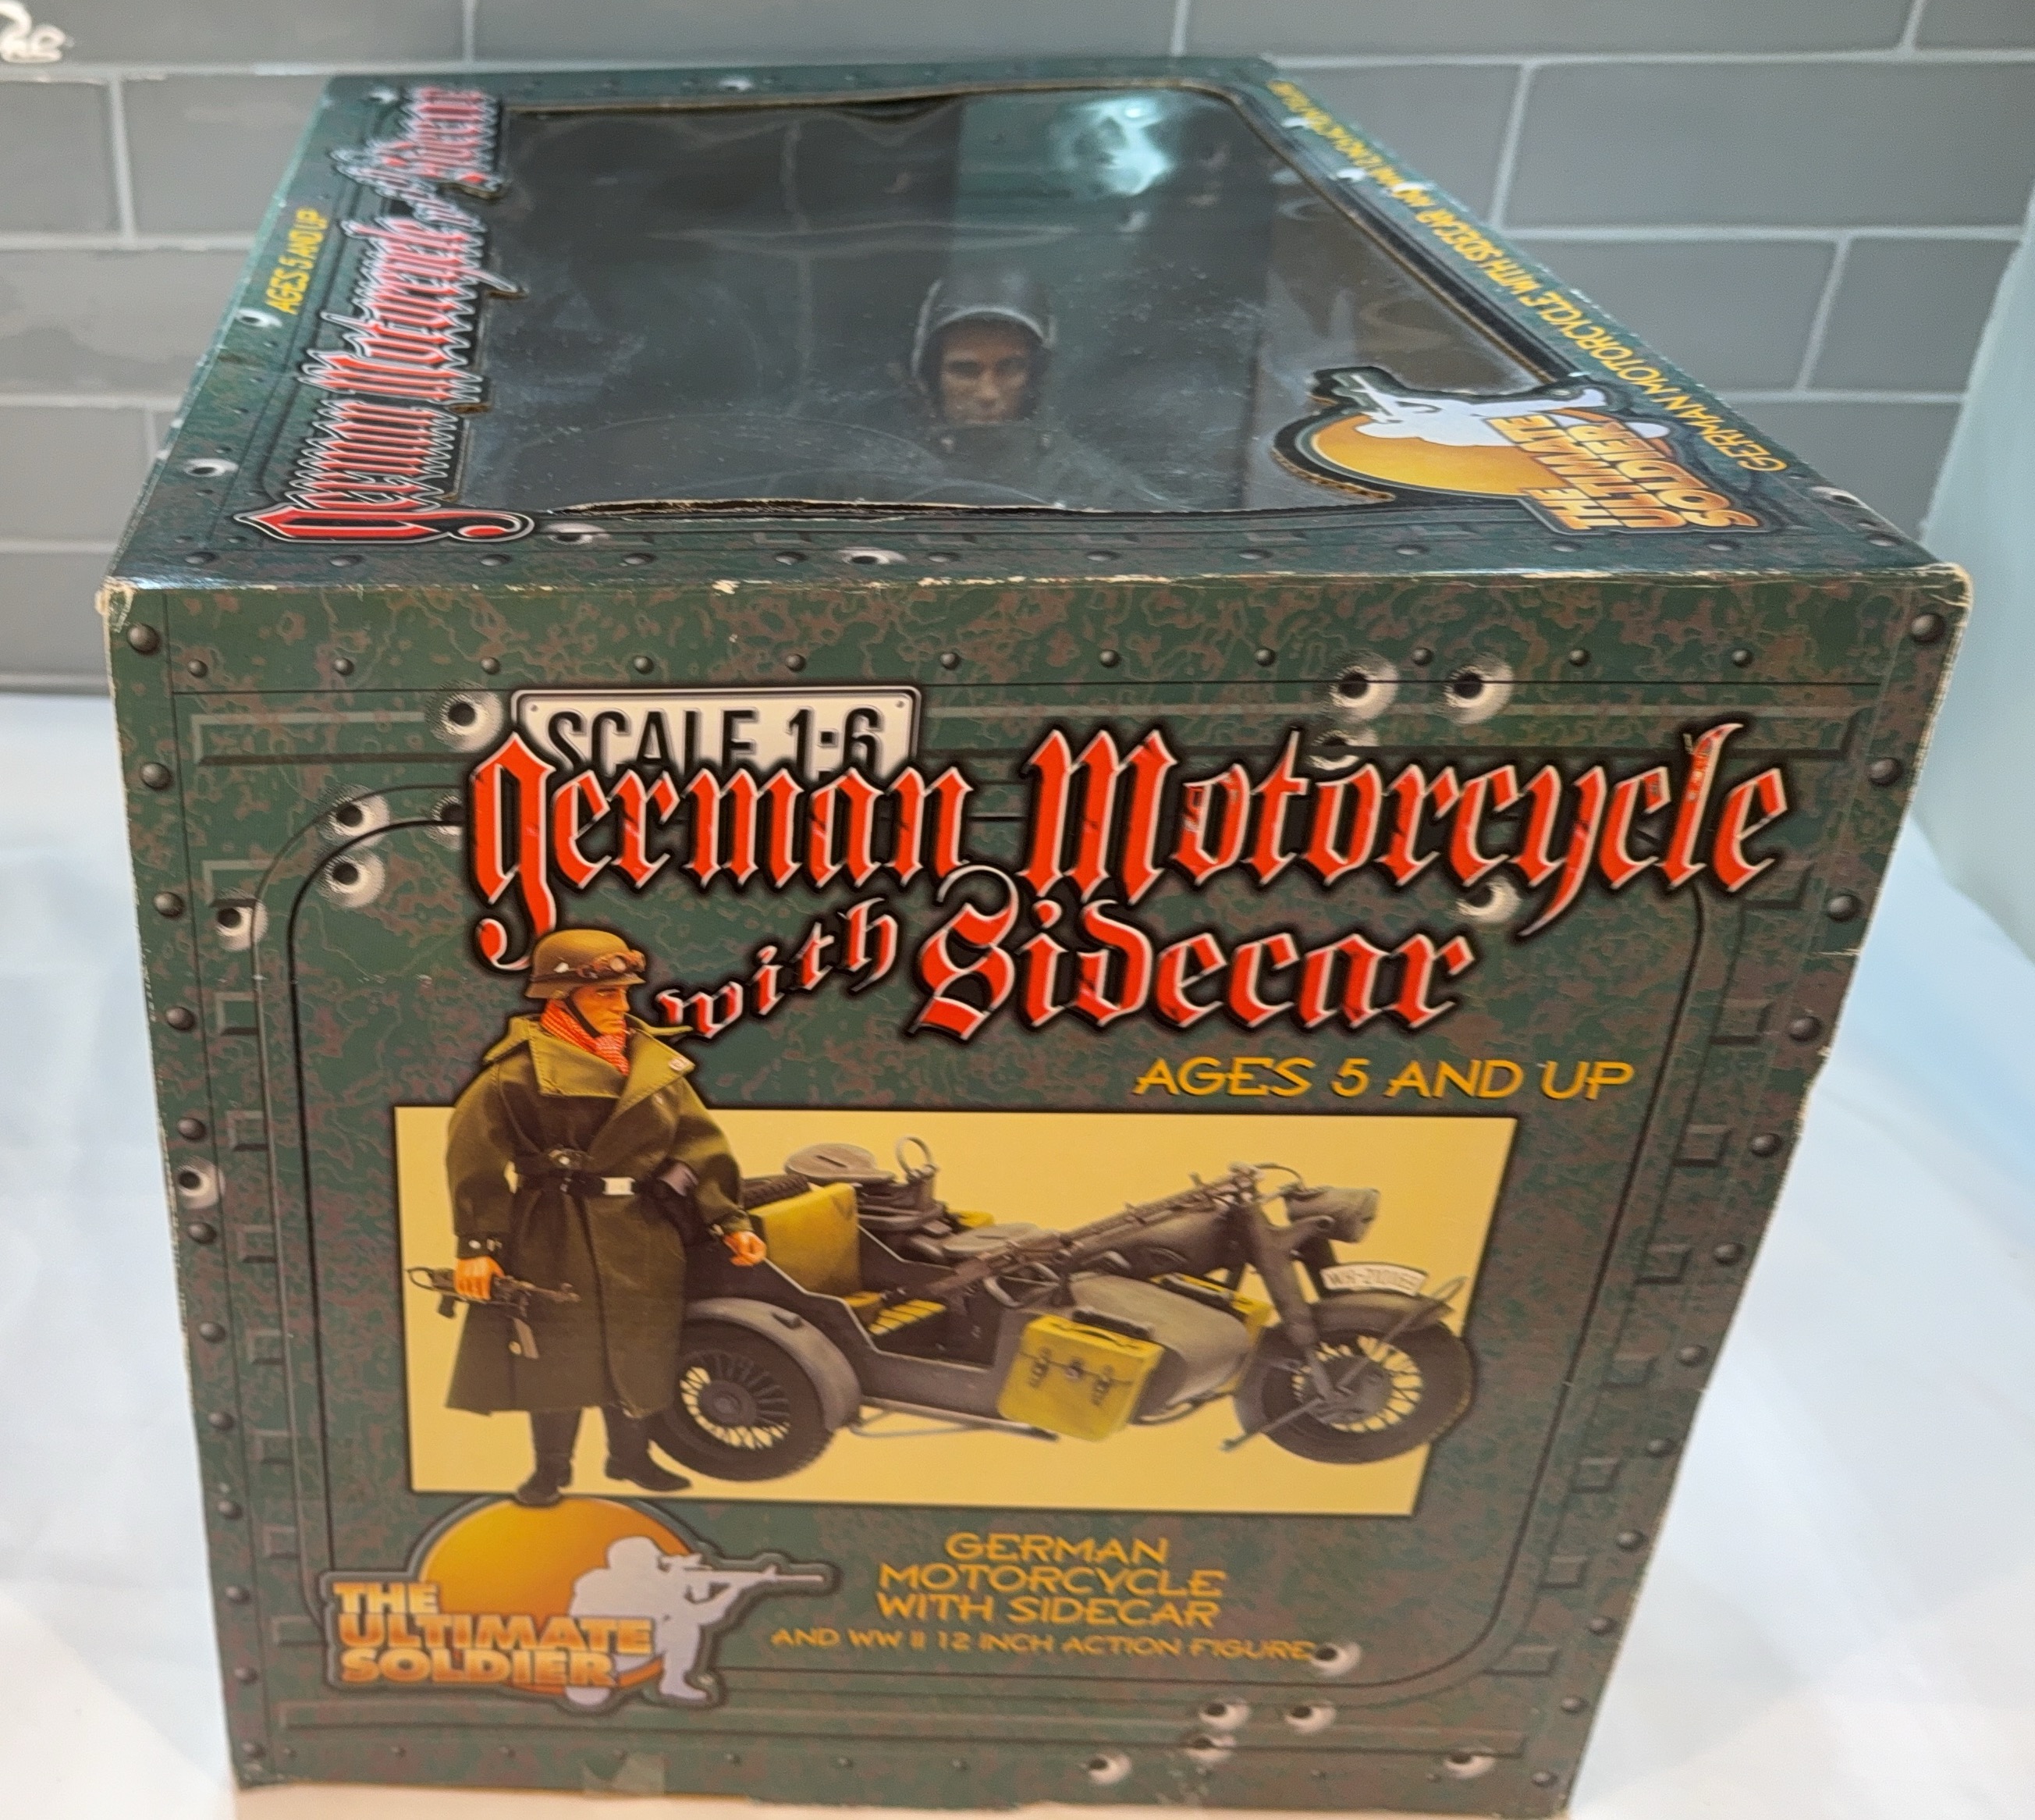 German Motorcycle with Sidecar
AGES 5 AND UP
GERMAN MOTORCYCLE WITH SIDECAR AND WW II 12 INCH ACTION FIGURE
THE
ULTIMATE
SOLDIER
SCALE 1:6
German Motorcycle
with Sidecar
AGES 5 AND UP
GERMAN
MOTORCYCLE
WITH SIDECAR
AND WW II 12 INCH ACTION FIGURE
THE
ULTIMATE
SOLDIER